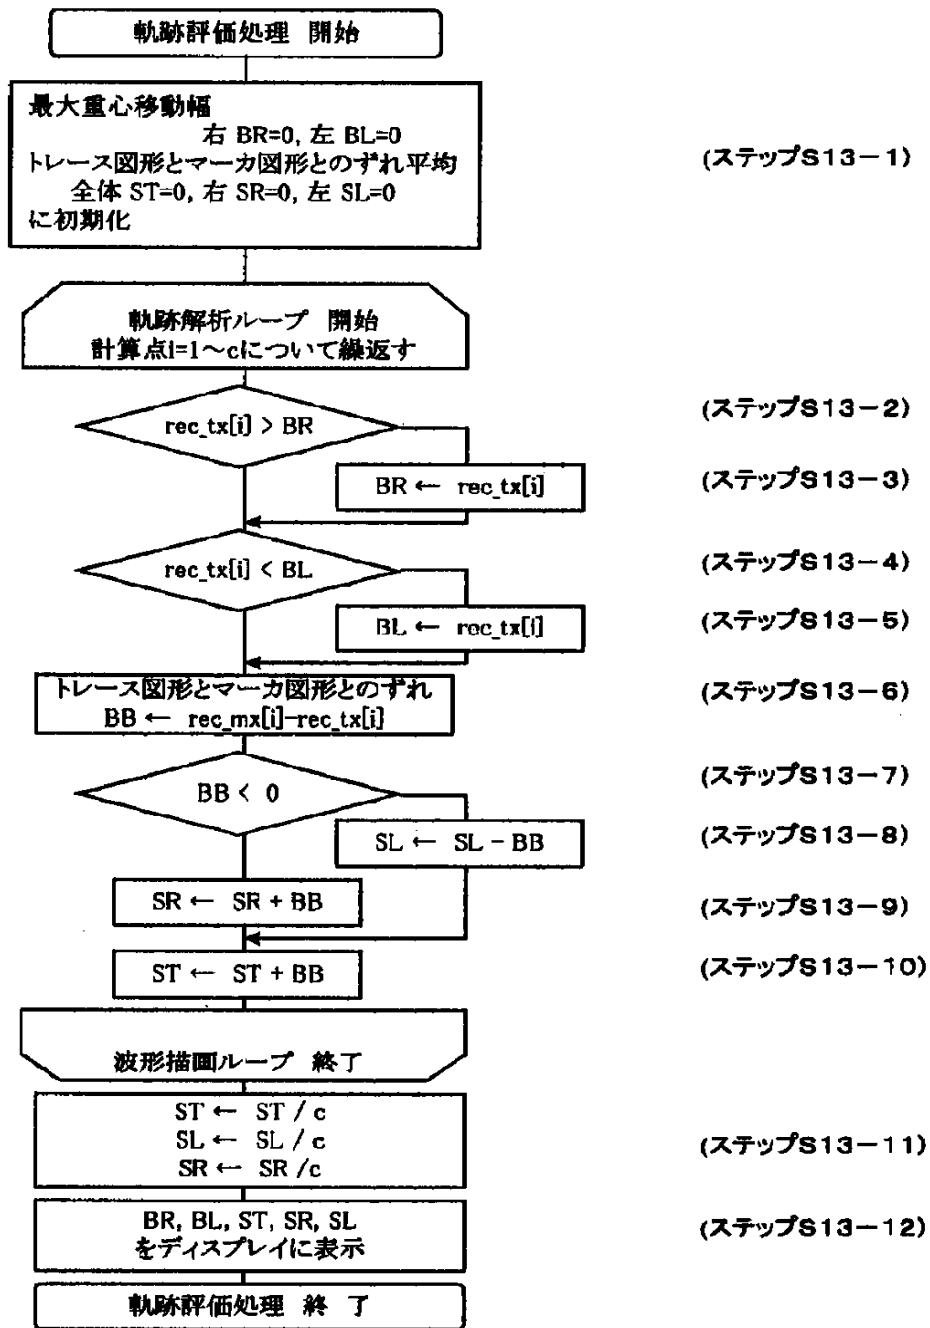 軌跡評価処理 開始
最大重心移動幅
右 BR=0, 左 BL=0
トレース図形とマーカ図形とのずれ平均
全体 ST=0, 右 SR=0, 左 SL=0
に初期化
(ステップS13-1)
軌跡解析ループ 開始
計算点i=1～cについて繰返す
rec_tx[i] > BR
(ステップS13-2)
BR ← rec_tx[i]
(ステップS13-3)
rec_tx[i] < BL
(ステップS13-4)
BL ← rec_tx[i]
(ステップS13-5)
トレース図形とマーカ図形とのずれ
BB ← rec_mx[i]-rec_tx[i]
(ステップS13-6)
BB < 0
(ステップS13-7)
SL ← SL - BB
(ステップS13-8)
SR ← SR + BB
(ステップS13-9)
ST ← ST + BB
(ステップS13-10)
波形描画ループ 終了
ST ← ST / c
SL ← SL / c
SR ← SR /c
(ステップS13-11)
BR, BL, ST, SR, SL
をディスプレイに表示
(ステップS13-12)
軌跡評価処理 終 了